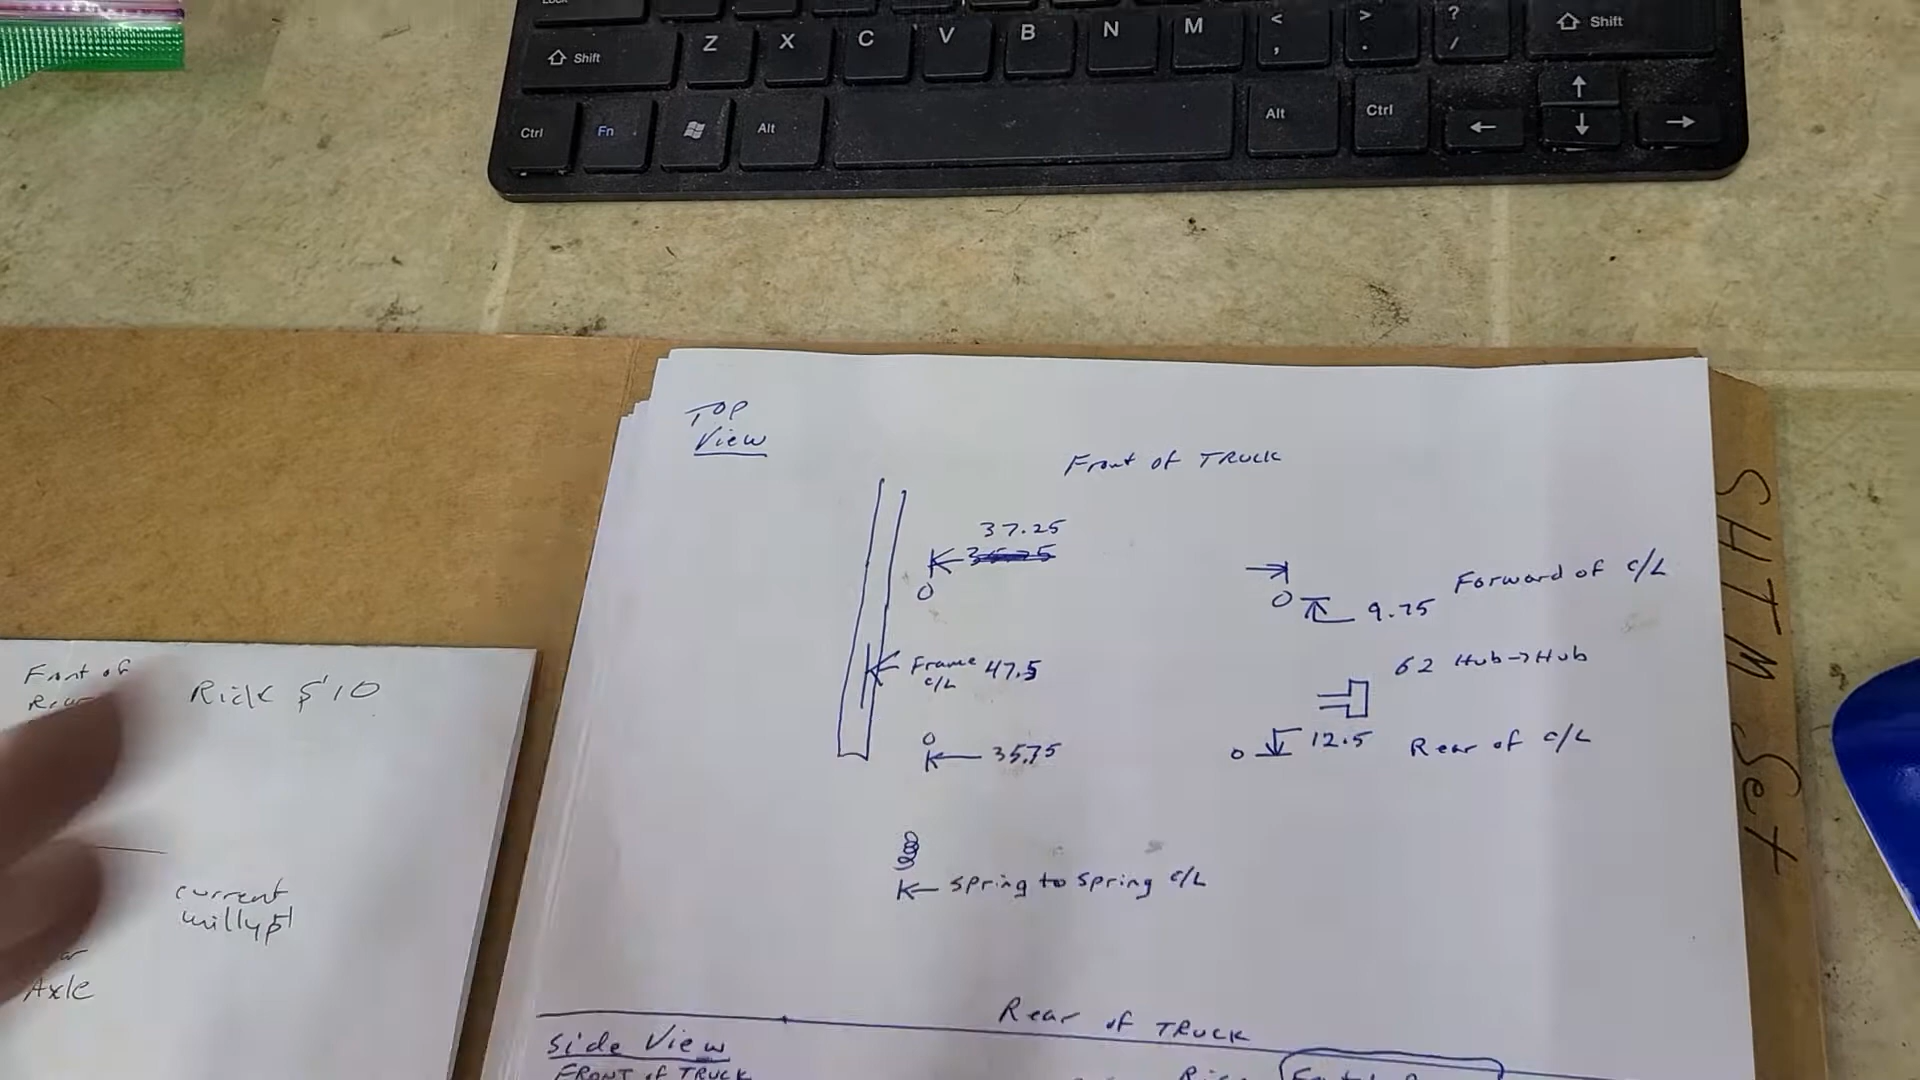 Shift
Z X C V B N M < , > . ? /
Shift
Ctrl
Fn
Alt
Alt
Ctrl
TOP
View
Front of TRUCK
37.25
Forward of C/L
9.75
Frame 47.5
C/L
62 Hub→Hub
12.5
Rear of C/L
35.75
Spring to Spring C/L
Rear of TRUCK
Side View
FRONT of TRUCK
SHTM Set
Front of
Rick
current
Axle